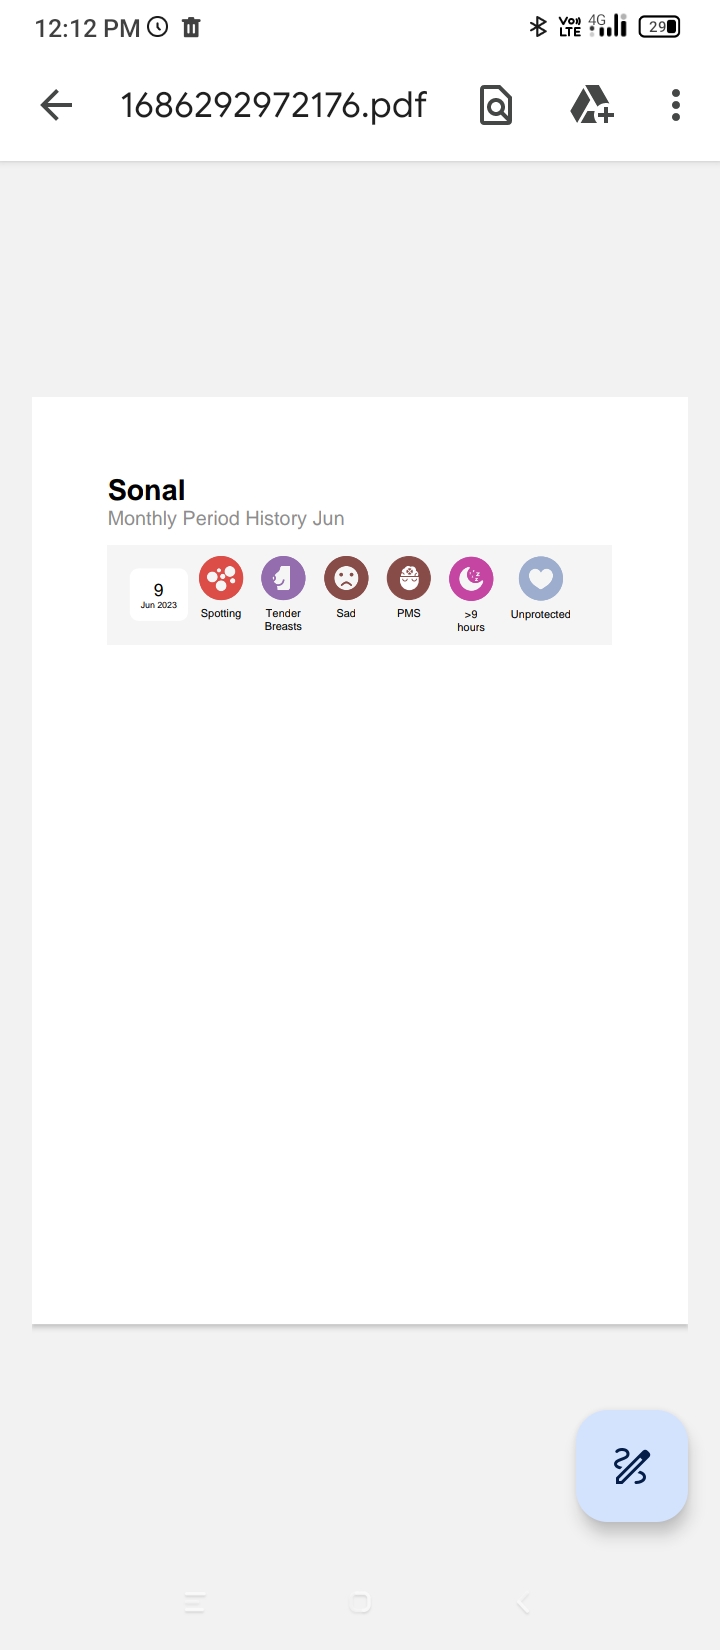 12:12 PM
Vo)) LTE 4G 29
1686292972176.pdf
Sonal
Monthly Period History Jun
9
Jun 2023
Spotting
Tender
Breasts
Sad
PMS
>9
hours
Unprotected